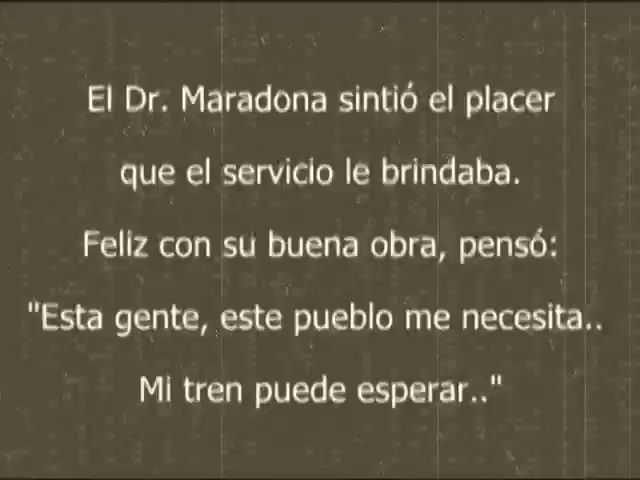 El Dr. Maradona sintió el placer
que el servicio le brindaba.
Feliz con su buena obra, pensó:
"Esta gente, este pueblo me necesita..
Mi tren puede esperar.."